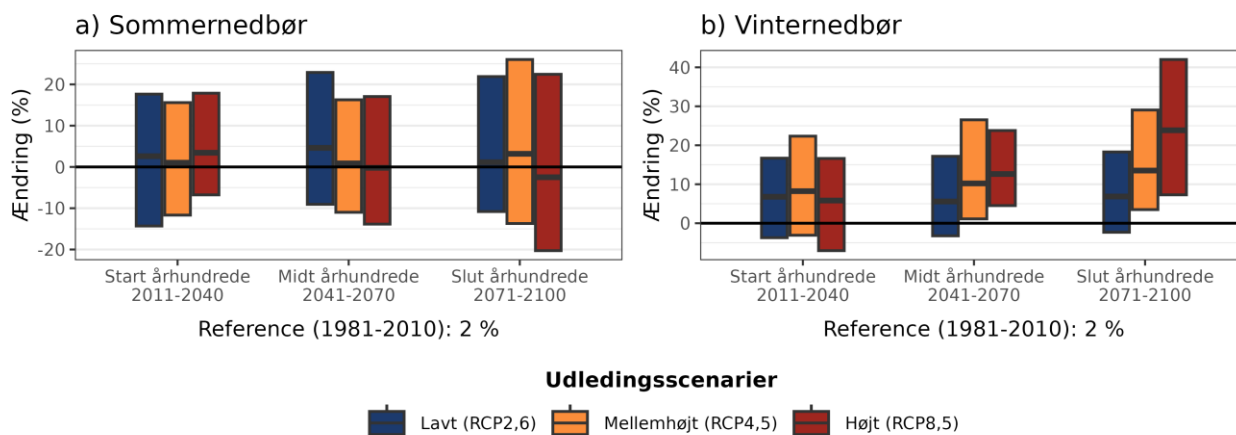 a) Sommernedbør
Ændring (%)
20
10
0
-10
-20
Start århundrede
2011-2040
Midt århundrede
2041-2070
Slut århundrede
2071-2100
Reference (1981-2010): 2 %
b) Vinternedbør
Ændring (%)
40
30
20
10
0
Start århundrede
2011-2040
Midt århundrede
2041-2070
Slut århundrede
2071-2100
Reference (1981-2010): 2 %
Udledingsscenarier
Lavt (RCP2,6)
Mellemhøjt (RCP4,5)
Højt (RCP8,5)